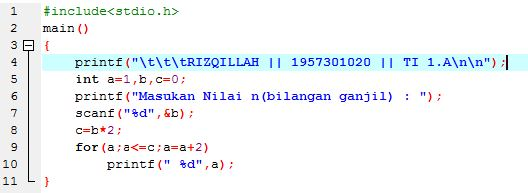 1 #include<stdio.h>
2 main()
3 {
4 printf("\t\t\tRIZQILLAH || 1957301020 || TI 1.A\n\n");
5 int a=1,b,c=0;
6 printf("Masukan Nilai n(bilangan ganjil) : ");
7 scanf("%d",&b);
8 c=b*2;
9 for(a;a<=c;a=a+2)
10 printf(" %d",a);
11 }